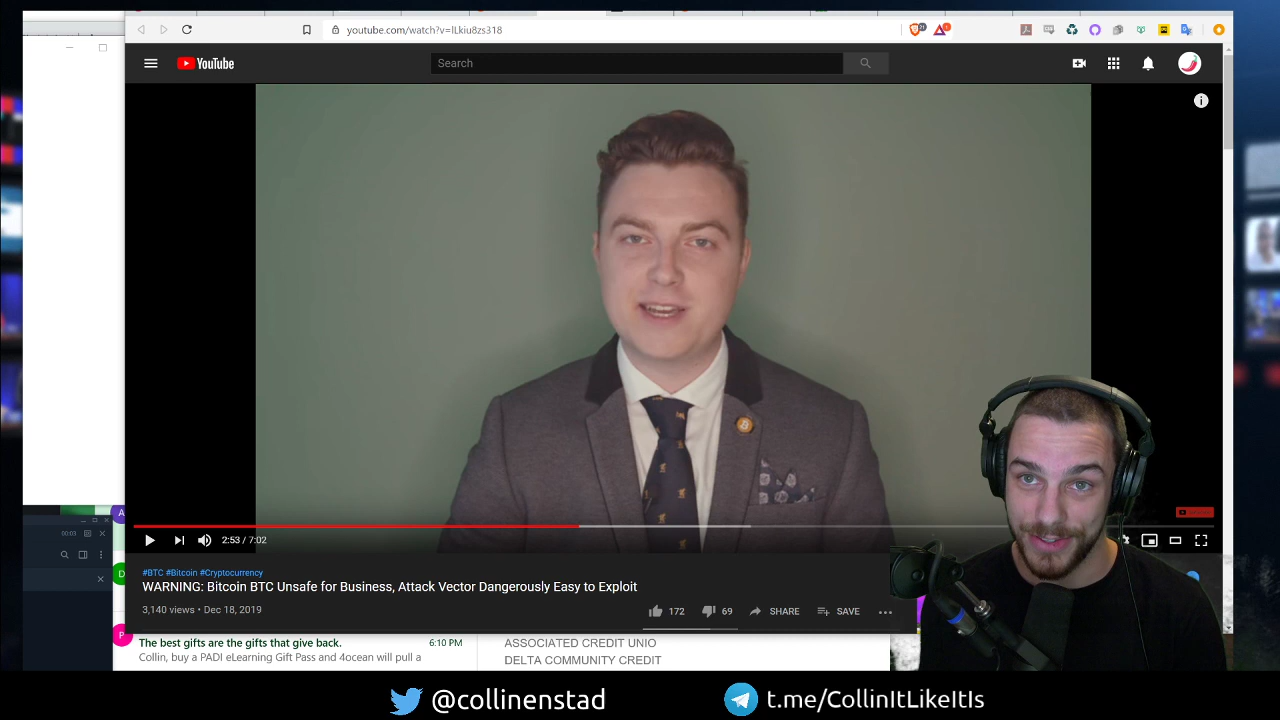 youtube.com/watch?v=lLkiu8zs318
YouTube
Search
2:53 / 7:02
#BTC #Bitcoin #Cryptocurrency
WARNING: Bitcoin BTC Unsafe for Business, Attack Vector Dangerously Easy to Exploit
3,140 views • Dec 18, 2019
172
69
SHARE
SAVE
00:03
A
D
P
The best gifts are the gifts that give back.
6:10 PM
Collin, buy a PADI eLearning Gift Pass and 4ocean will pull a
ASSOCIATED CREDIT UNIO
DELTA COMMUNITY CREDIT
@collinenstad
t.me/CollinItLikeItIs